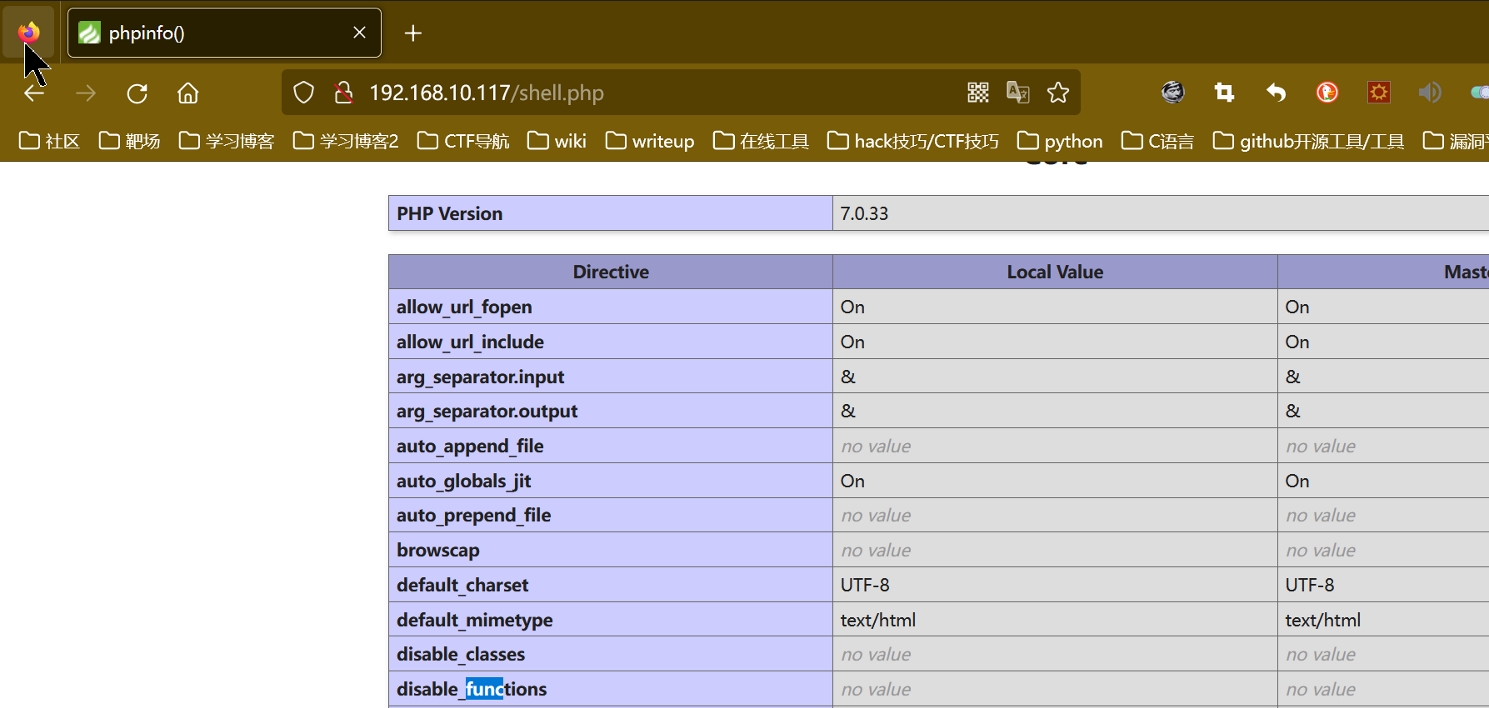 phpinfo()
192.168.10.117/shell.php
社区 靶场 学习博客 学习博客2 CTF导航 wiki writeup 在线工具 hack技巧/CTF技巧 python C语言 github开源工具/工具 漏洞
PHP Version 7.0.33
Directive Local Value
allow_url_fopen On On
allow_url_include On On
arg_separator.input & &
arg_separator.output & &
auto_append_file no value no value
auto_globals_jit On On
auto_prepend_file no value no value
browscap no value no value
default_charset UTF-8 UTF-8
default_mimetype text/html text/html
disable_classes no value no value
disable_functions no value no value